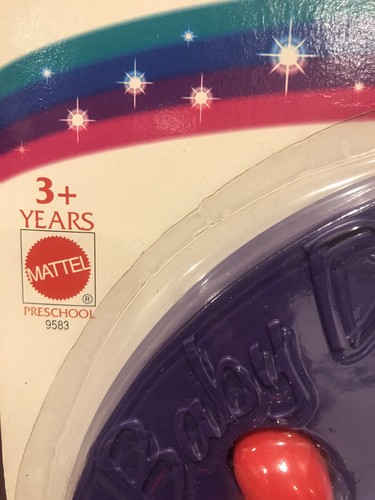 3+
YEARS
MATTEL
®
PRESCHOOL
9583
Baby D